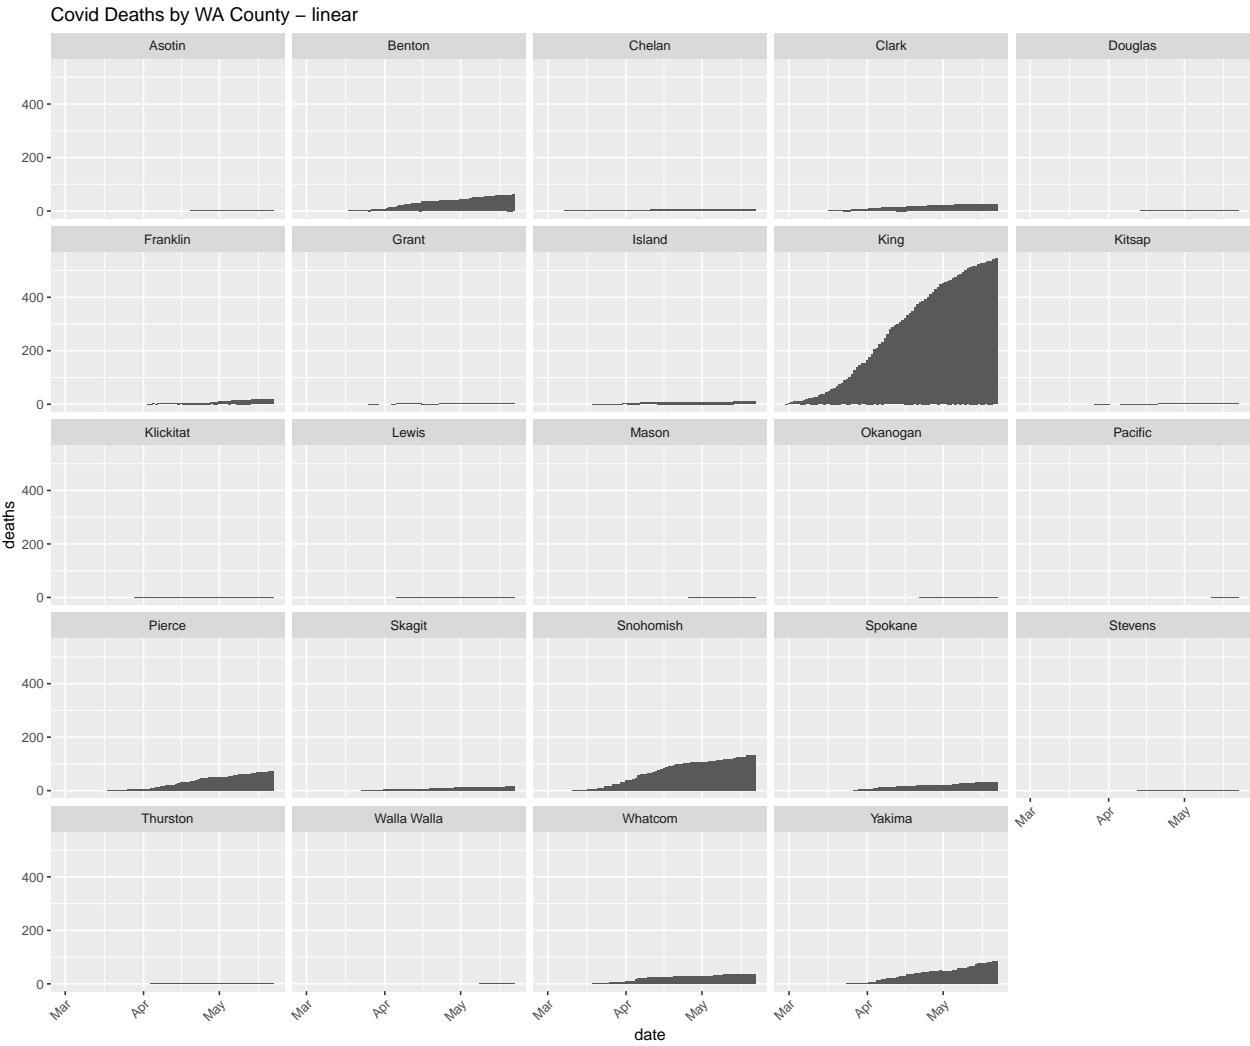 Covid Deaths by WA County – linear
Asotin Benton Chelan Clark Douglas
400
200
0
Franklin Grant Island King Kitsap
400
200
0
Klickitat Lewis Mason Okanogan Pacific
400
200
0
deaths
Pierce Skagit Snohomish Spokane Stevens
400
200
0
Mar Apr May
Thurston Walla Walla Whatcom Yakima
400
200
0
Mar Apr May Mar Apr May Mar Apr May Mar Apr May
date